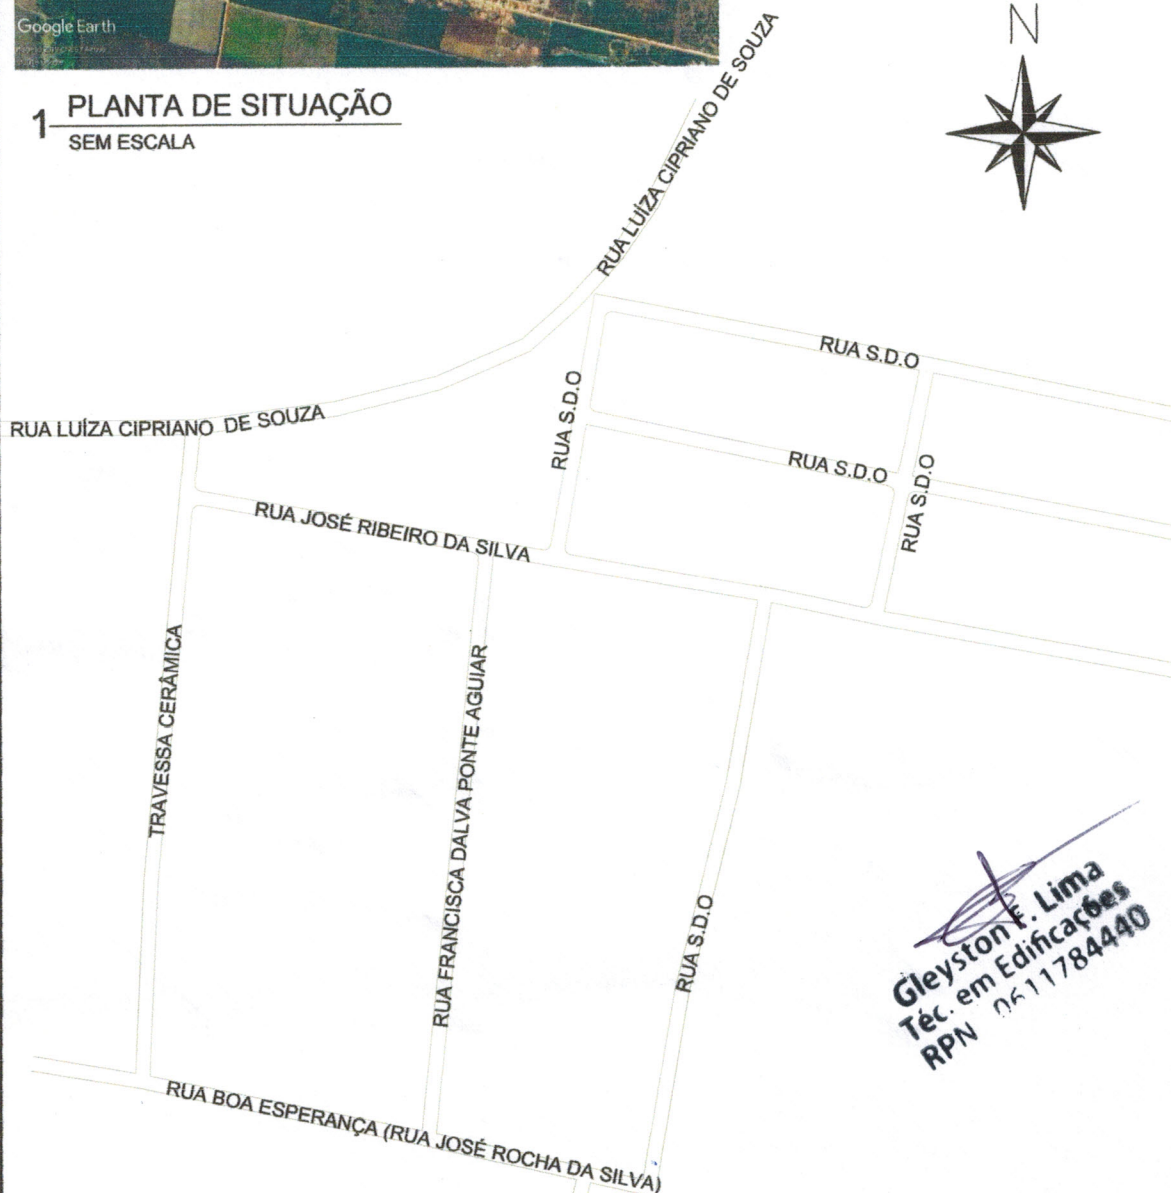 Google Earth
N
1 PLANTA DE SITUAÇÃO
SEM ESCALA
RUA LUÍZA CIPRIANO DE SOUZA
RUA S.D.O
RUA S.D.O
RUA LUÍZA CIPRIANO DE SOUZA
RUA S.D.O
RUA S.D.O
RUA JOSÉ RIBEIRO DA SILVA
TRAVESSA CERÂMICA
RUA FRANCISCA DALVA PONTE AGUIAR
RUA S.D.O
Gleyston E. Lima
Téc. em Edificações
RPN 0611784440
RUA BOA ESPERANÇA (RUA JOSÉ ROCHA DA SILVA)